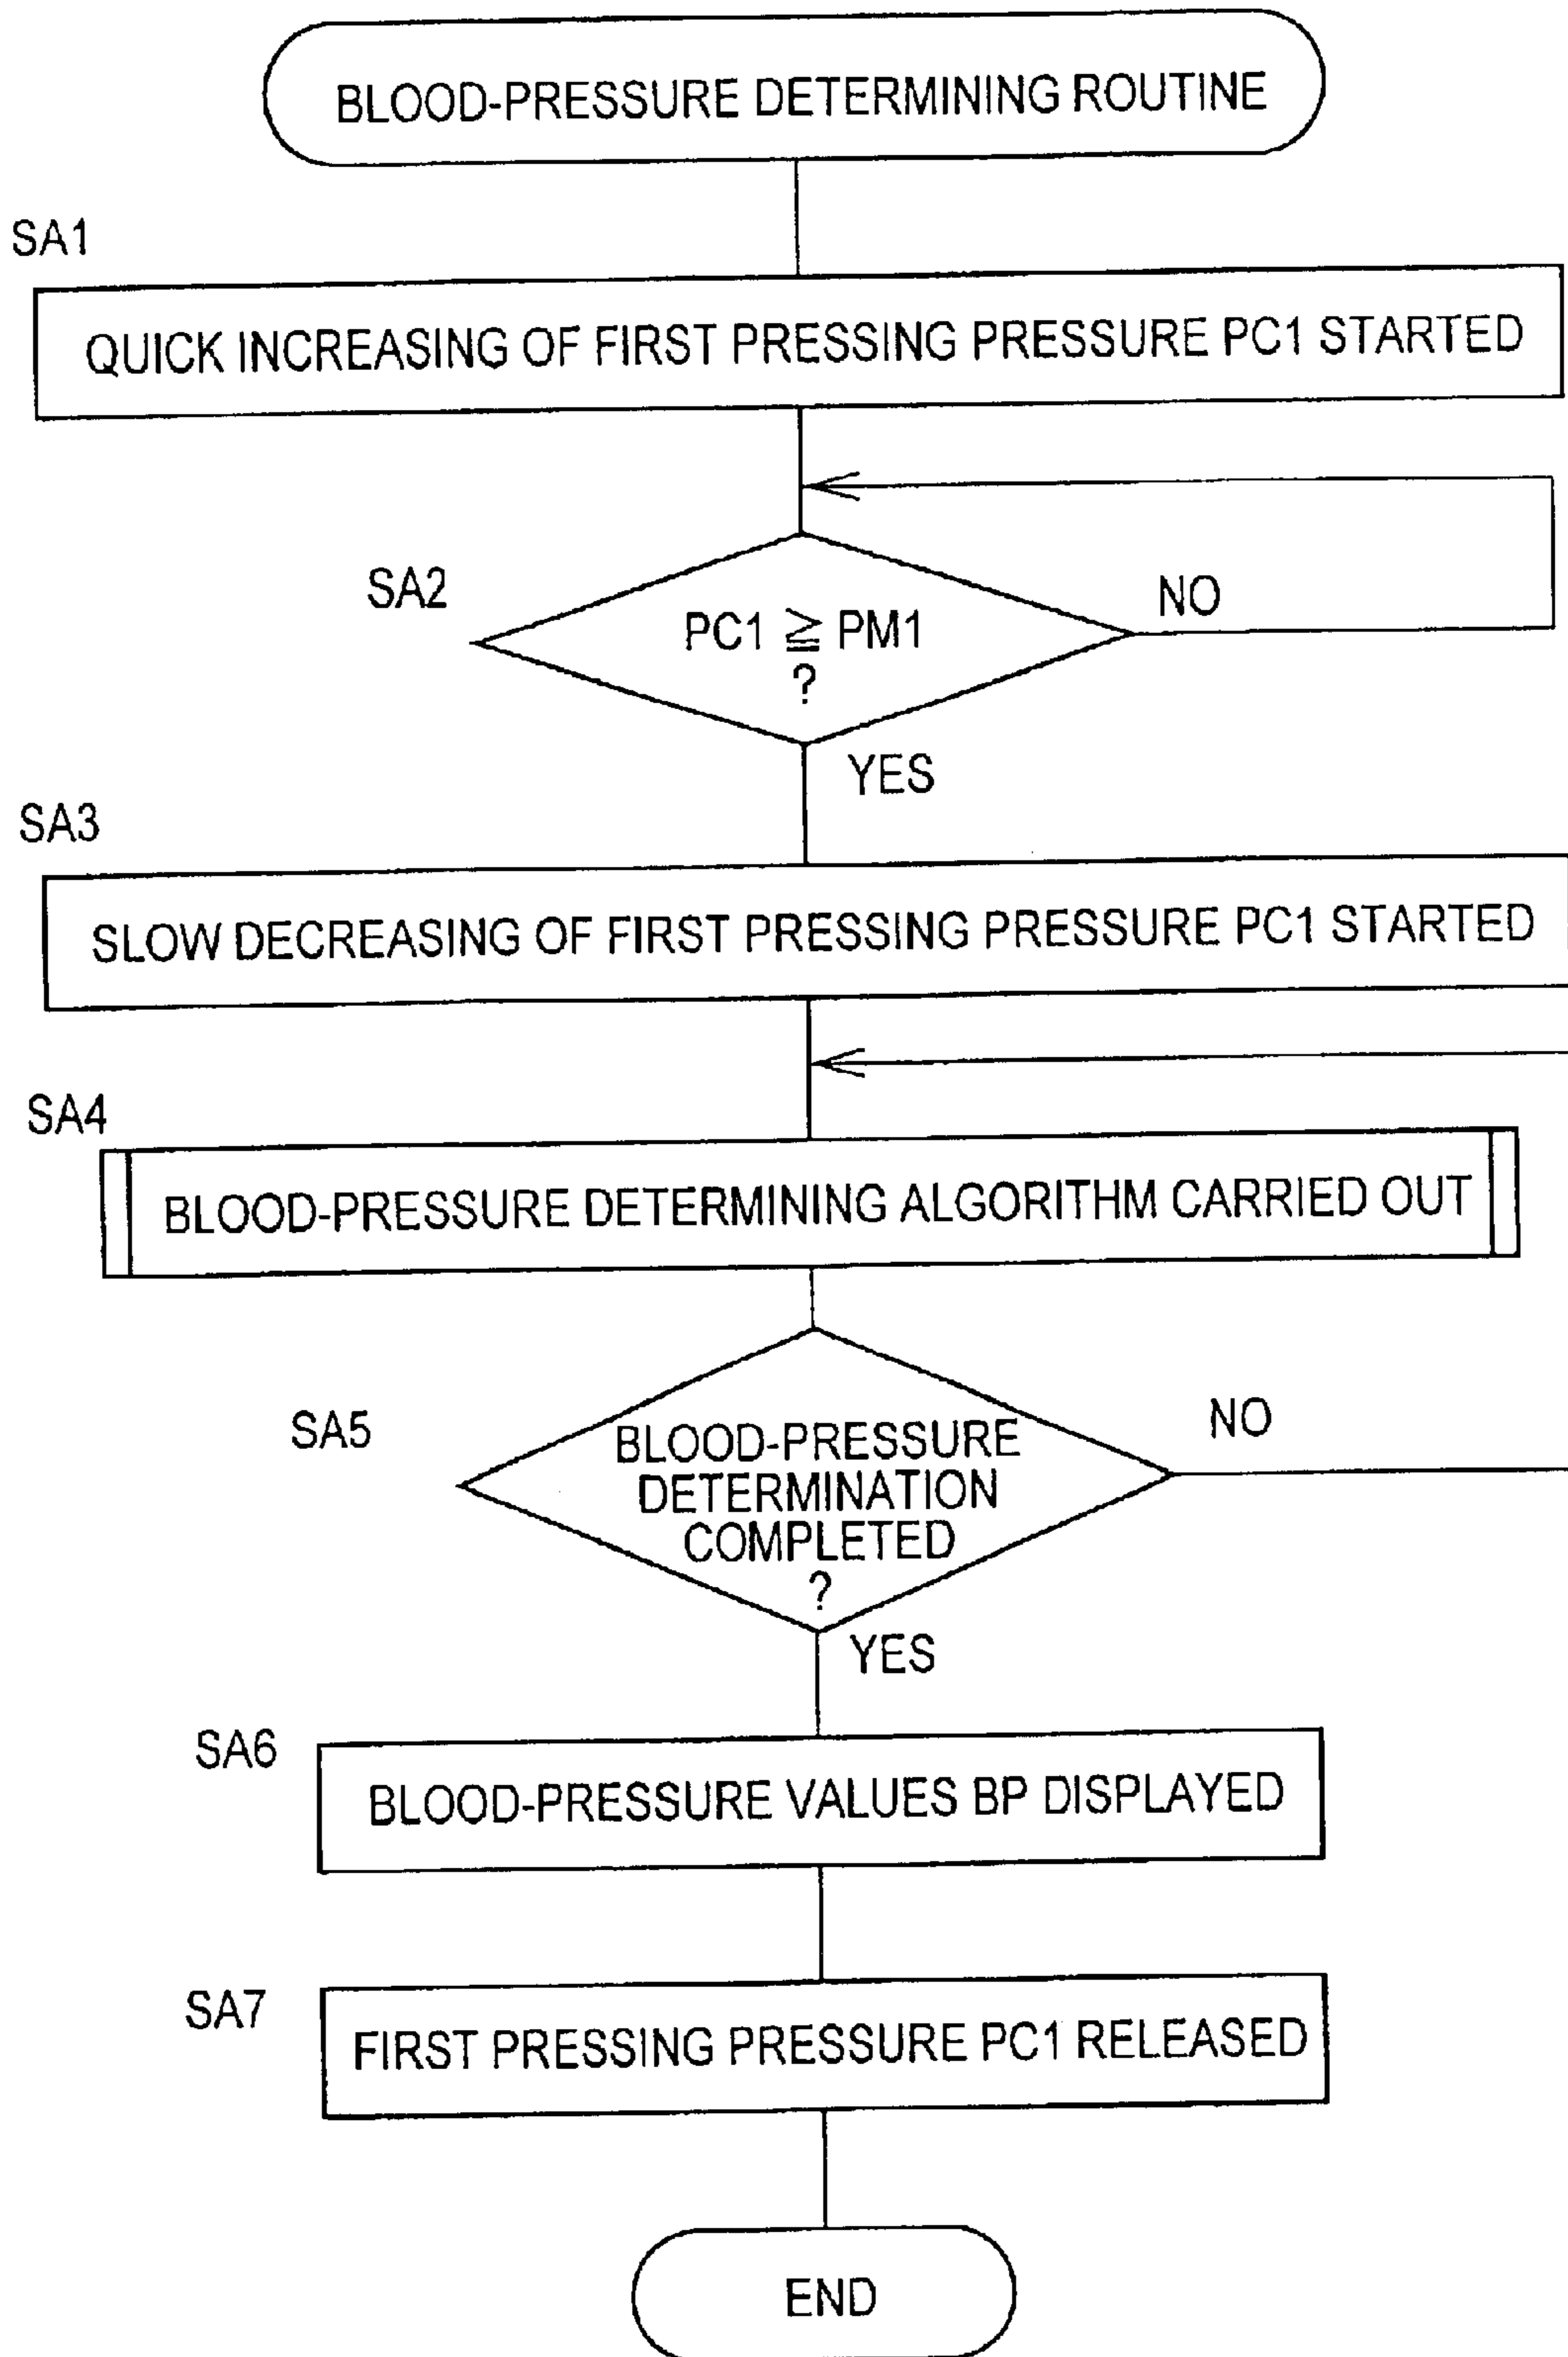 BLOOD-PRESSURE DETERMINING ROUTINE
SA1
QUICK INCREASING OF FIRST PRESSING PRESSURE PC1 STARTED
SA2
PC1 ≧ PM1
?
NO
YES
SA3
SLOW DECREASING OF FIRST PRESSING PRESSURE PC1 STARTED
SA4
BLOOD-PRESSURE DETERMINING ALGORITHM CARRIED OUT
SA5
BLOOD-PRESSURE
DETERMINATION
COMPLETED
?
NO
YES
SA6
BLOOD-PRESSURE VALUES BP DISPLAYED
SA7
FIRST PRESSING PRESSURE PC1 RELEASED
END